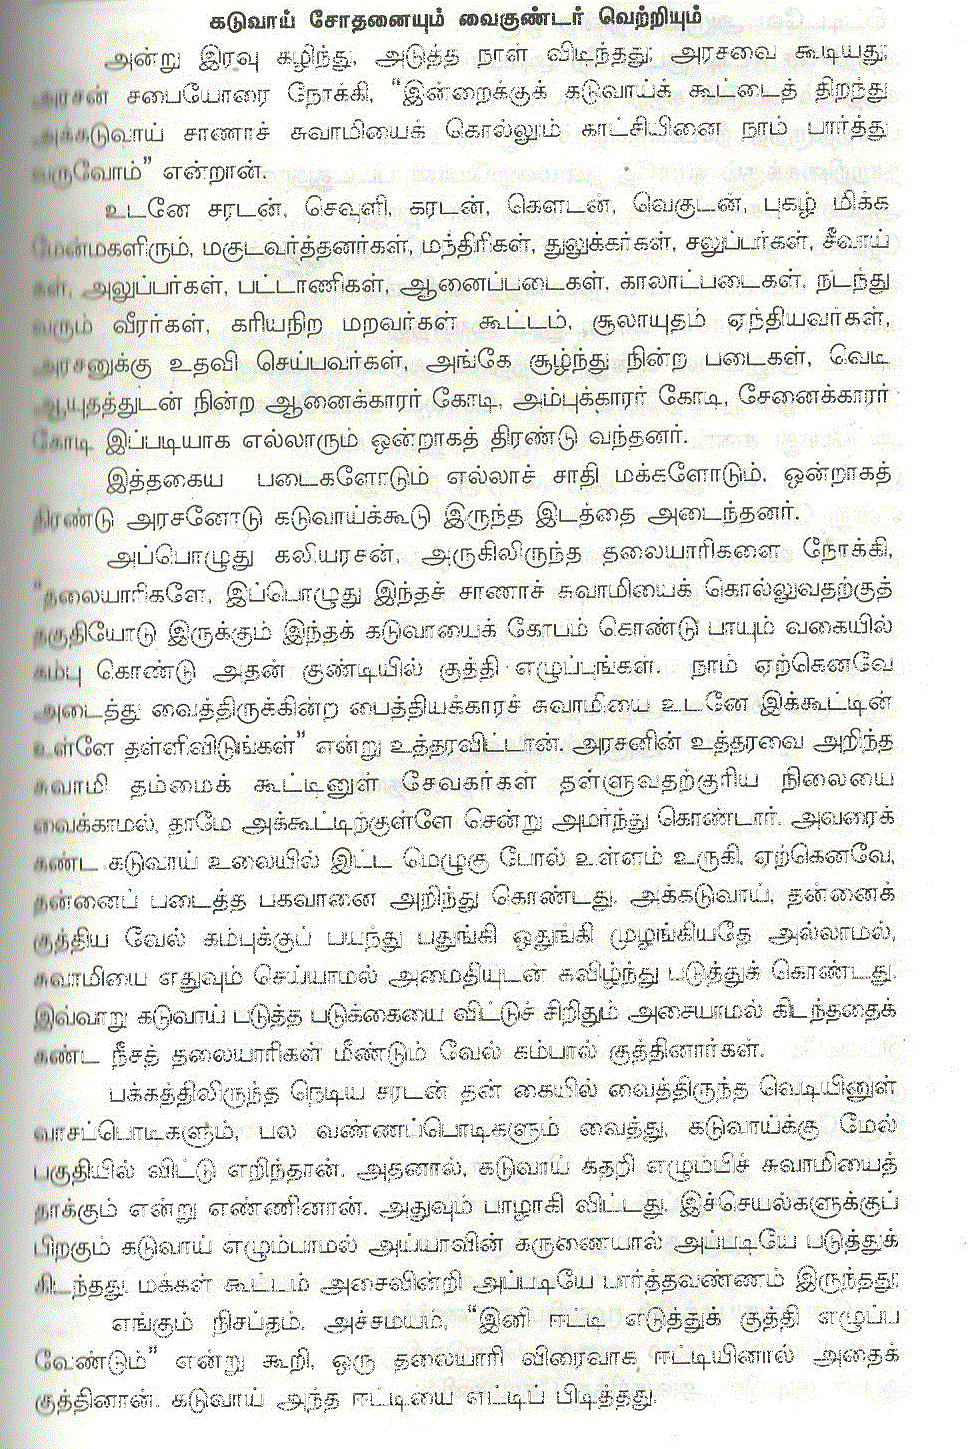 கடுவாய் சோதனையும் வைகுண்டர் வெற்றியும்
அன்று இரவு கழிந்து, அடுத்த நாள் விடிந்தது; அரசவை கூடியது;
அரசன் சபையோரை நோக்கி, “இன்றைக்குக் கடுவாய்க் கூட்டைத் திறந்து
அக்கடுவாய் சாணாச் சுவாமியைக் கொல்லும் காட்சியினை நாம் பார்த்து
வருவோம்” என்றான்.
உடனே சரடன், செவுளி, கரடன், கௌடன், வெகுடன், புகழ் மிக்க
மேன்மகளிரும், மகுடவர்த்தனர்கள், மந்திரிகள், துலுக்கர்கள், சலுப்பர்கள், சீவாய்
கள், அலுப்பர்கள், பட்டாணிகள், ஆனைப்படைகள், காலாட்படைகள், நடந்து
வரும் வீரர்கள், கரியநிற மறவர்கள் கூட்டம், சூலாயுதம் ஏந்தியவர்கள்,
அரசனுக்கு உதவி செய்பவர்கள், அங்கே சூழ்ந்து நின்ற படைகள், வெடி
ஆயுதத்துடன் நின்ற ஆனைக்காரர் கோடி, அம்புக்காரர் கோடி, சேனைக்காரர்
கோடி இப்படியாக எல்லாரும் ஒன்றாகத் திரண்டு வந்தனர்.
இத்தகைய படைகளோடும் எல்லாச் சாதி மக்களோடும், ஒன்றாகத்
திரண்டு அரசனோடு கடுவாய்க்கூடு இருந்த இடத்தை அடைந்தனர்.
அப்பொழுது கலியரசன், அருகிலிருந்த தலையாரிகளை நோக்கி,
“தலையாரிகளே, இப்பொழுது இந்தச் சாணாச் சுவாமியைக் கொல்லுவதற்குத்
தகுதியோடு இருக்கும் இந்தக் கடுவாயைக் கோபம் கொண்டு பாயும் வகையில்
கம்பு கொண்டு அதன் குண்டியில் குத்தி எழுப்புங்கள். நாம் ஏற்கெனவே
அடைத்து வைத்திருக்கின்ற பைத்தியக்காரச் சுவாமியை உடனே இக்கூட்டின்
உள்ளே தள்ளிவிடுங்கள்” என்று உத்தரவிட்டான். அரசனின் உத்தரவை அறிந்த
சுவாமி தம்மைக் கூட்டினுள் சேவகர்கள் தள்ளுவதற்குரிய நிலையை
வைக்காமல், தாமே அக்கூட்டிற்குள்ளே சென்று அமர்ந்து கொண்டார். அவரைக்
கண்ட கடுவாய் உலையில் இட்ட மெழுகு போல் உள்ளம் உருகி, ஏற்கெனவே,
தன்னைப் படைத்த பகவானை அறிந்து கொண்டது. அக்கடுவாய், தன்னைக்
குத்திய வேல் கம்புக்குப் பயந்து பதுங்கி ஒதுங்கி முழங்கியதே அல்லாமல்,
சுவாமியை எதுவும் செய்யாமல் அமைதியுடன் கவிழ்ந்து படுத்துக் கொண்டது.
இவ்வாறு கடுவாய் படுத்த படுக்கையை விட்டுச் சிறிதும் அசையாமல் கிடந்ததைக்
கண்ட நீசத் தலையாரிகள் மீண்டும் வேல் கம்பால் குத்தினார்கள்.
பக்கத்திலிருந்த நெடிய சரடன் தன் கையில் வைத்திருந்த வெடியினுள்
வாசப்பொடிகளும், பல வண்ணப்பொடிகளும் வைத்து, கடுவாய்க்கு மேல்
பகுதியில் விட்டு எறிந்தான். அதனால், கடுவாய் கதறி எழும்பிச் சுவாமியைத்
தாக்கும் என்று எண்ணினான். அதுவும் பாழாகி விட்டது. இச்செயல்களுக்குப்
பிறகும் கடுவாய் எழும்பாமல் அய்யாவின் கருணையால் அப்படியே படுத்துக்
கிடந்தது. மக்கள் கூட்டம் அசைவின்றி அப்படியே பார்த்தவண்ணம் இருந்தது;
எங்கும் நிசப்தம். அச்சமயம், “இனி ஈட்டி எடுத்துக் குத்தி எழுப்ப
வேண்டும்” என்று கூறி, ஒரு தலையாரி விரைவாக ஈட்டியினால் அதைக்
குத்தினான். கடுவாய் அந்த ஈட்டியை எட்டிப் பிடித்தது.